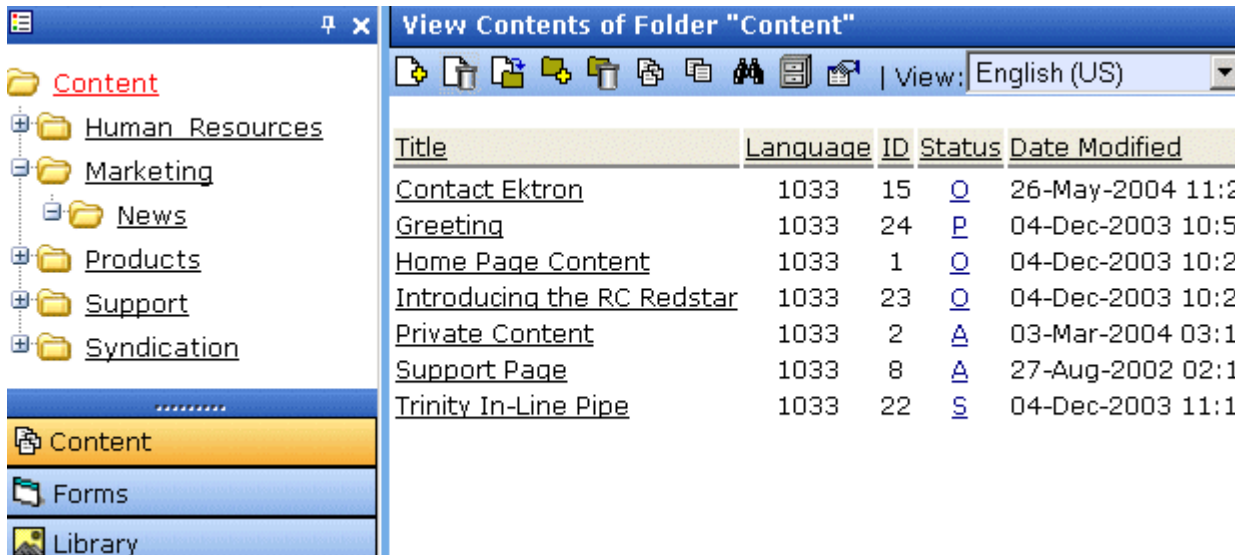 Content
Human Resources
Marketing
News
Products
Support
Syndication
Content
Forms
Library
View Contents of Folder "Content"
| View: English (US)
Title Language ID Status Date Modified
Contact Ektron 1033 15 O 26-May-2004 11:2
Greeting 1033 24 P 04-Dec-2003 10:5
Home Page Content 1033 1 O 04-Dec-2003 10:2
Introducing the RC Redstar 1033 23 O 04-Dec-2003 10:2
Private Content 1033 2 A 03-Mar-2004 03:1
Support Page 1033 8 A 27-Aug-2002 02:1
Trinity In-Line Pipe 1033 22 S 04-Dec-2003 11:1